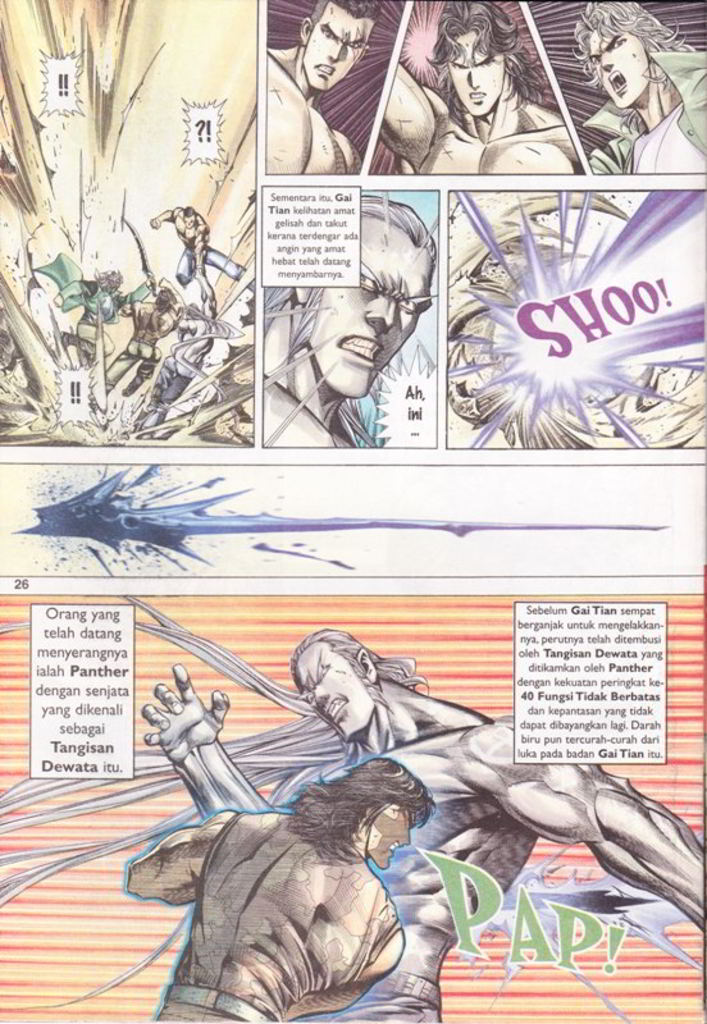 !!
?!
!!
Sementara itu, Gai
Tian kelihatan amat
gelisah dan takut
kerana terdengar ada
angin yang amat
hebat telah datang
menyambarnya.
Ah,
ini
...
SHOO!
26
Orang yang
telah datang
menyerangnya
ialah Panther
dengan senjata
yang dikenali
sebagai
Tangisan
Dewata itu.
Sebelum Gai Tian sempat
berganjak untuk mengelakkan-
nya, perutnya telah ditembusi
oleh Tangisan Dewata yang
ditikamkan oleh Panther
dengan kekuatan peringkat ke-
40 Fungsi Tidak Berbatas
dan kepantasan yang tidak
dapat dibayangkan lagi. Darah
biru pun tercurah-curah dari
luka pada badan Gai Tian itu.
PAP!